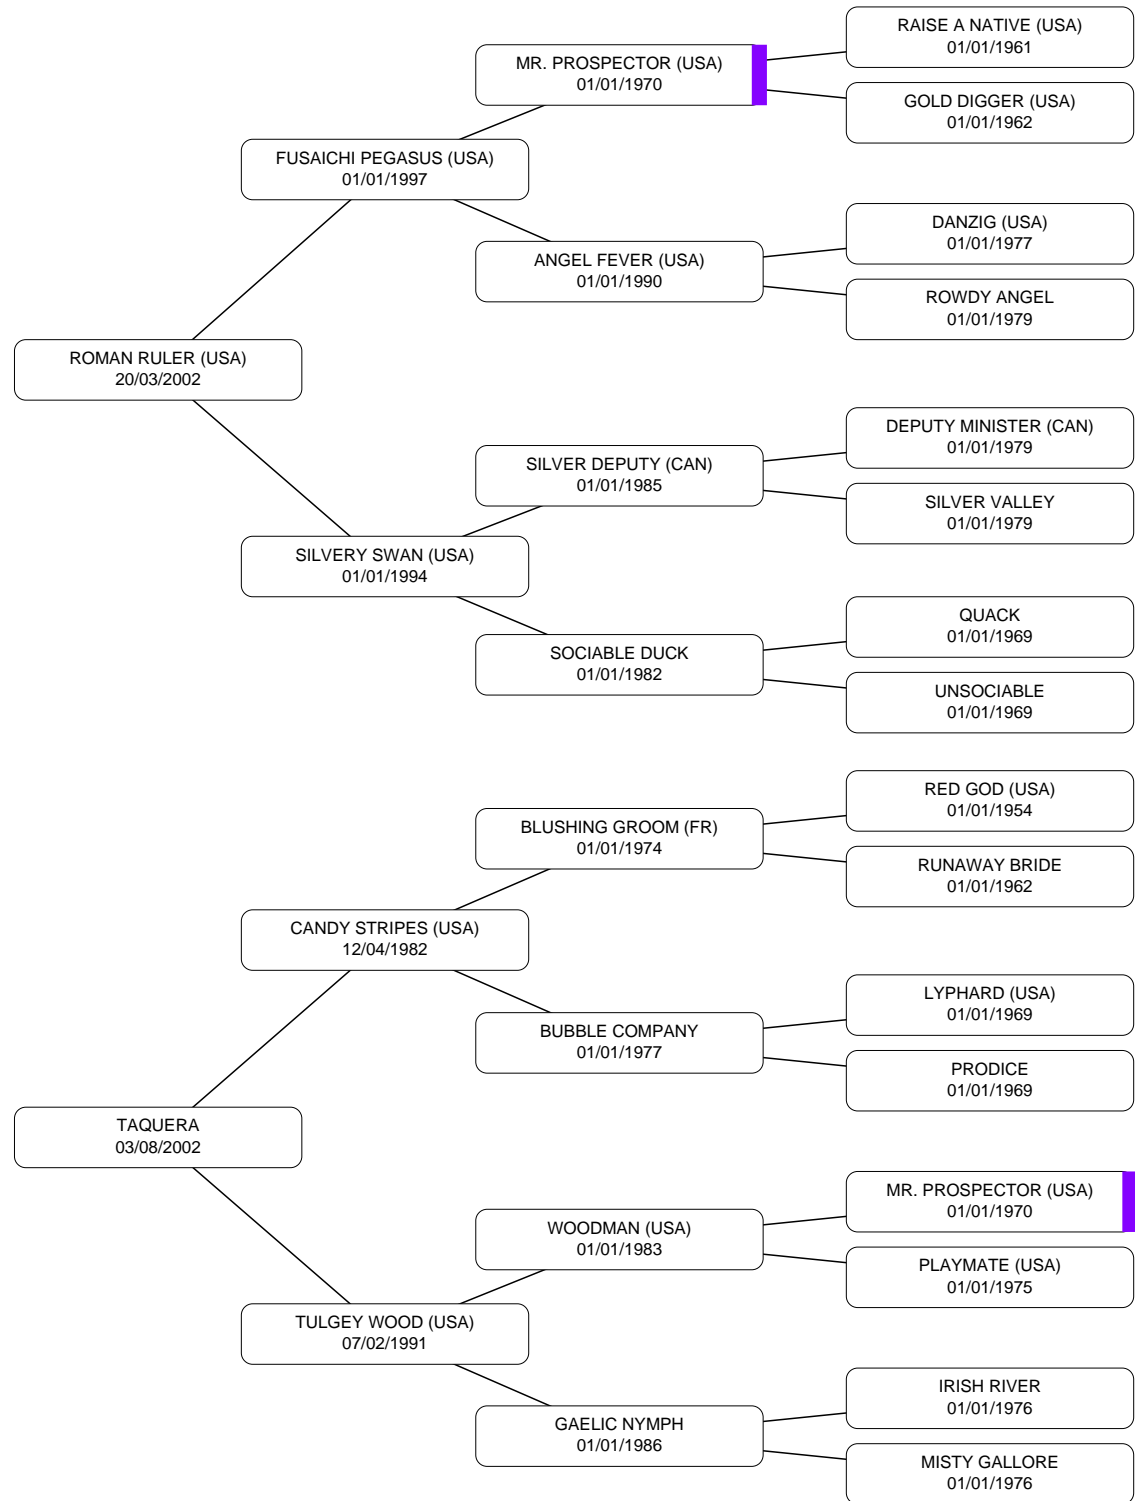 RAISE A NATIVE (USA)
01/01/1961
MR. PROSPECTOR (USA)
01/01/1970
GOLD DIGGER (USA)
01/01/1962
FUSAICHI PEGASUS (USA)
01/01/1997
DANZIG (USA)
01/01/1977
ANGEL FEVER (USA)
01/01/1990
ROWDY ANGEL
01/01/1979
ROMAN RULER (USA)
20/03/2002
DEPUTY MINISTER (CAN)
01/01/1979
SILVER DEPUTY (CAN)
01/01/1985
SILVER VALLEY
01/01/1979
SILVERY SWAN (USA)
01/01/1994
QUACK
01/01/1969
SOCIABLE DUCK
01/01/1982
UNSOCIABLE
01/01/1969
RED GOD (USA)
01/01/1954
BLUSHING GROOM (FR)
01/01/1974
RUNAWAY BRIDE
01/01/1962
CANDY STRIPES (USA)
12/04/1982
LYPHARD (USA)
01/01/1969
BUBBLE COMPANY
01/01/1977
PRODICE
01/01/1969
TAQUERA
03/08/2002
MR. PROSPECTOR (USA)
01/01/1970
WOODMAN (USA)
01/01/1983
PLAYMATE (USA)
01/01/1975
TULGEY WOOD (USA)
07/02/1991
IRISH RIVER
01/01/1976
GAELIC NYMPH
01/01/1986
MISTY GALLORE
01/01/1976